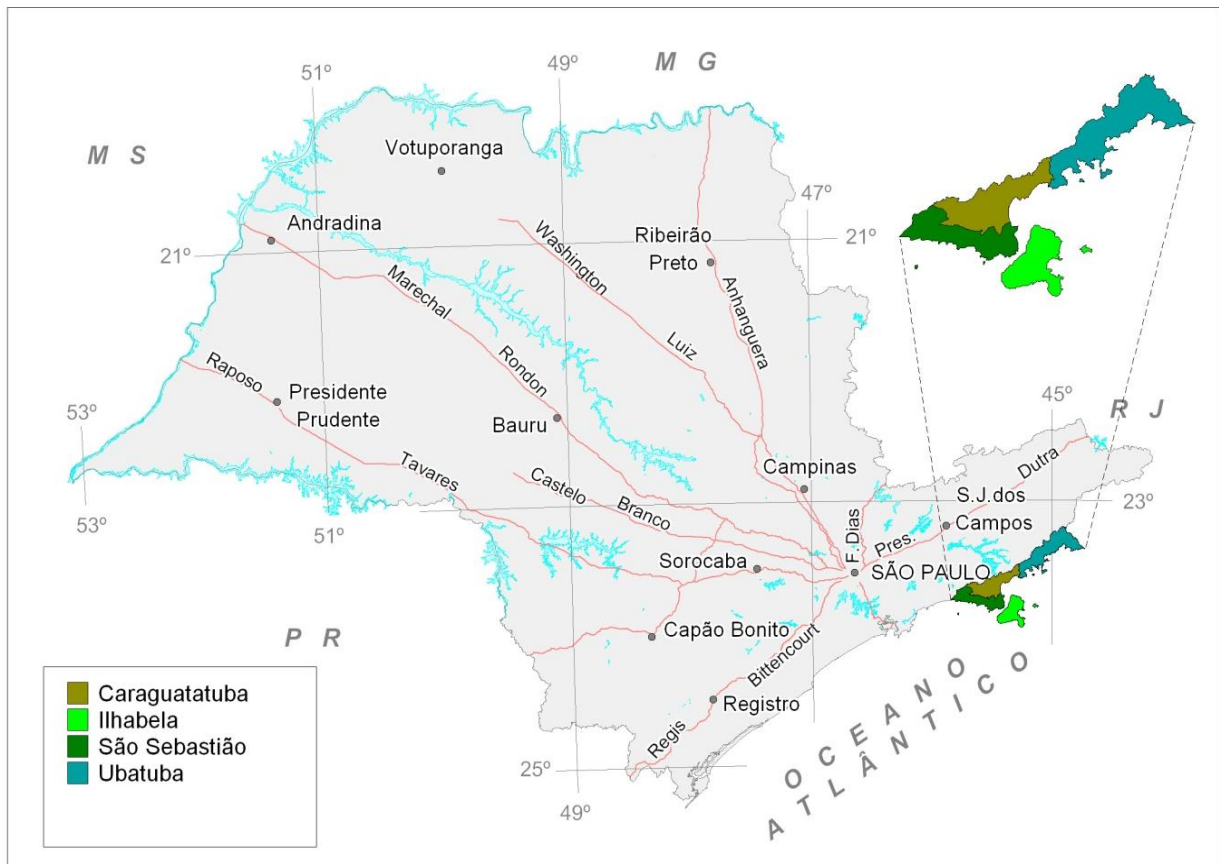 M G
49º
51º
M S
Votuporanga
47º
Andradina
21º
Washington
Ribeirão
Preto
21º
Marechal
Anhanguera
Luiz
Rondon
Raposo
Presidente
Prudente
53º
Bauru
45º
R J
Tavares
Castelo
Branco
Campinas
Dutra
S.J.dos
Campos
23º
53º
51º
F.Dias
Pres.
Sorocaba
SÃO PAULO
P R
Capão Bonito
Bittencourt
Registro
Regis
OCEANO
ATLÂNTICO
25º
49º
Caraguatatuba
Ilhabela
São Sebastião
Ubatuba